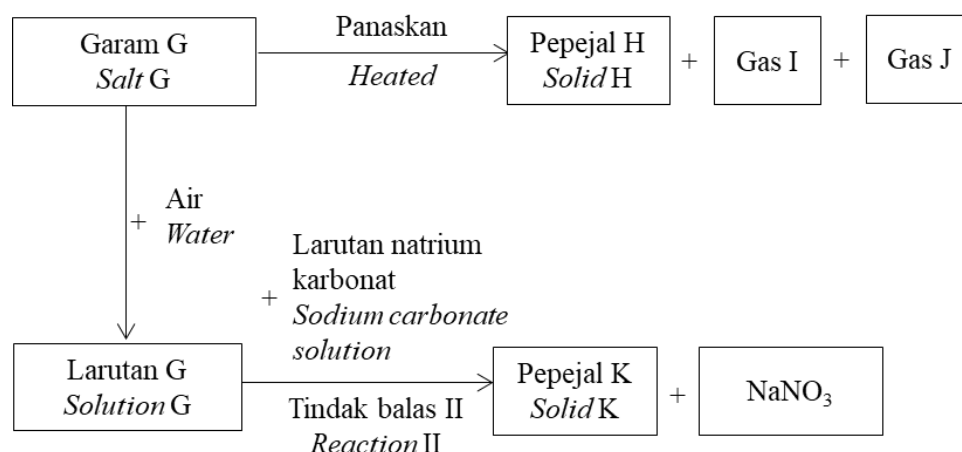 Garam G
Salt G
Panaskan
Heated
Pepejal H
Solid H
+
Gas I
+
Gas J
+
Air
Water
+
Larutan natrium
karbonat
Sodium carbonate
solution
Larutan G
Solution G
Tindak balas II
Reaction II
Pepejal K
Solid K
+
NaNO₃